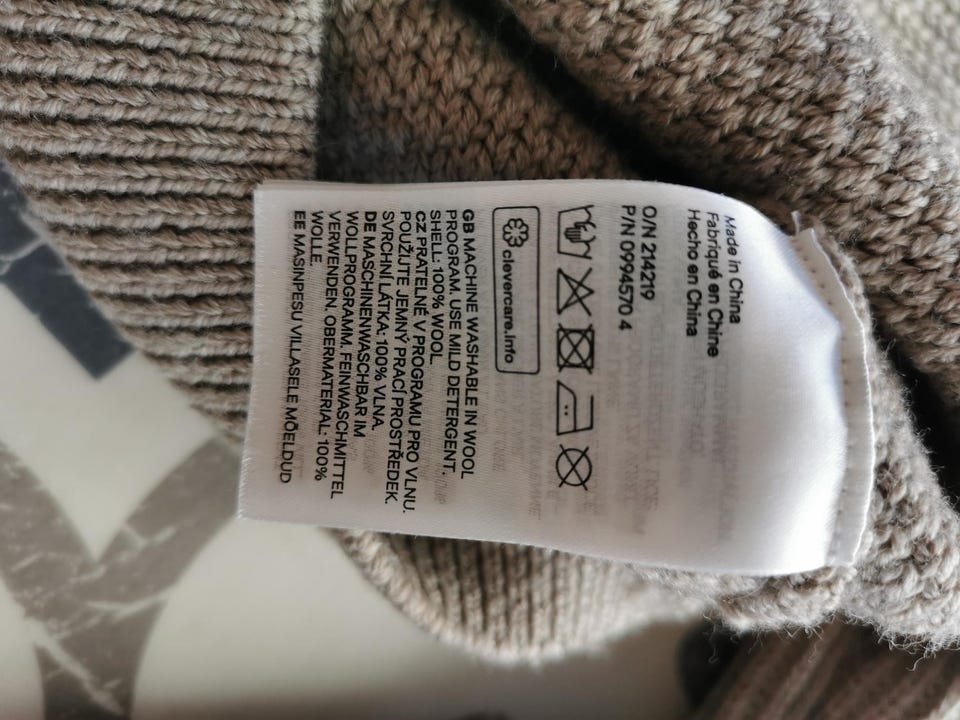 Made in China
Fabriqué en Chine
Hecho en China
O/N 214219
P/N 0994570 4
clevercare.info
GB MACHINE WASHABLE IN WOOL
PROGRAM. USE MILD DETERGENT.
SHELL: 100% WOOL
CZ PRATELNÉ V PROGRAMU PRO VLNU.
POUŽIJTE JEMNÝ PRACÍ PROSTŘEDEK.
SVRCHNÍ LÁTKA: 100% VLNA.
DE MASCHINENWASCHBAR IM
WOLLPROGRAMM. FEINWASCHMITTEL
VERWENDEN. OBERMATERIAL: 100%
WOLLE.
EE MASINPESU VILLASELE MÕELDUD